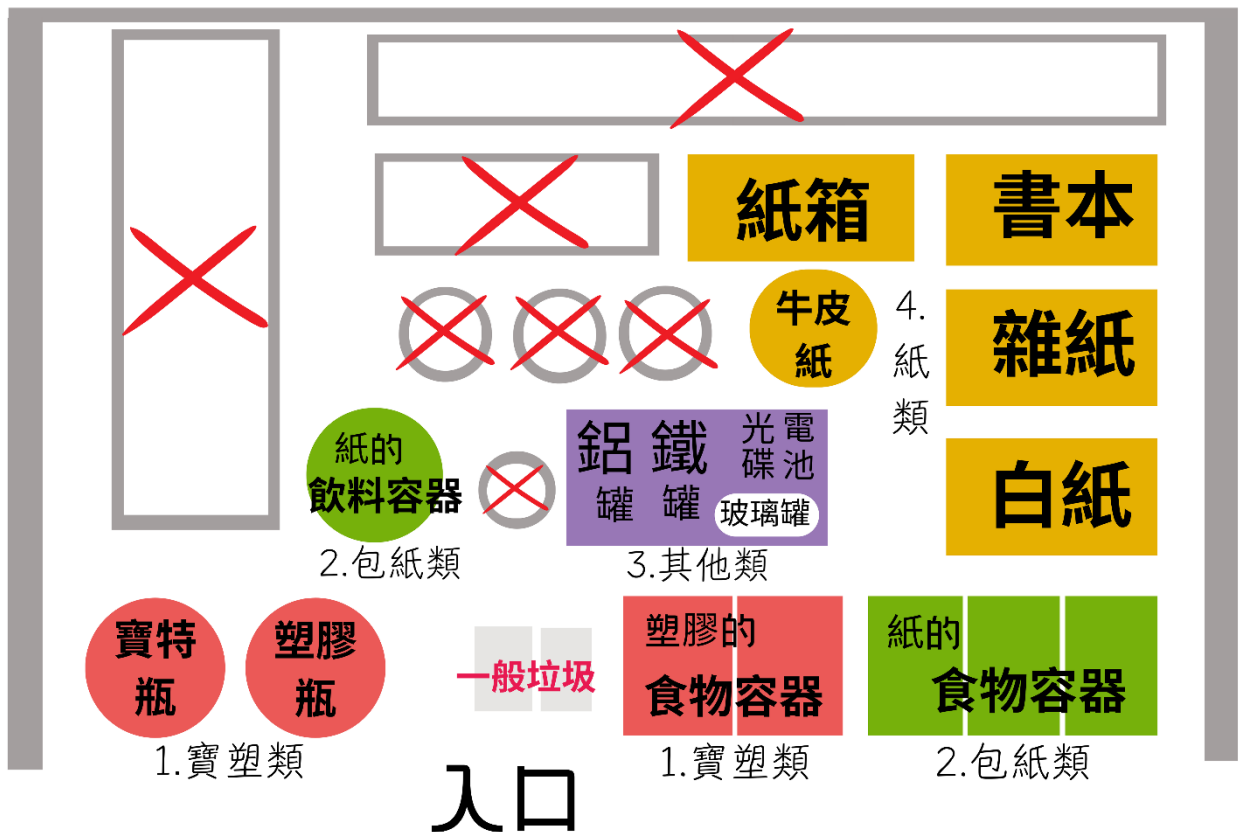 紙箱
書本
牛皮
紙
4.
紙
類
雜紙
白紙
紙的
飲料容器
2.包紙類
鋁
罐
鐵
罐
光碟
電池
玻璃罐
3.其他類
寶特
瓶
塑膠
瓶
1.寶塑類
一般垃圾
塑膠的
食物容器
1.寶塑類
紙的
食物容器
2.包紙類
入口